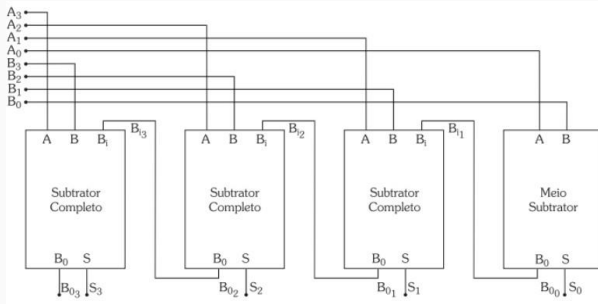 A₃
A₂
A₁
A₀
B₃
B₂
B₁
B₀
A B Bᵢ Bᵢ₃ A B Bᵢ Bᵢ₂ A B Bᵢ Bᵢ₁ A B
Subtrator Subtrator Subtrator Meio
Completo Completo Completo Subtrator
B₀ S B₀ S B₀ S B₀ S
B₀₃ S₃ B₀₂ S₂ B₀₁ S₁ B₀₀ S₀